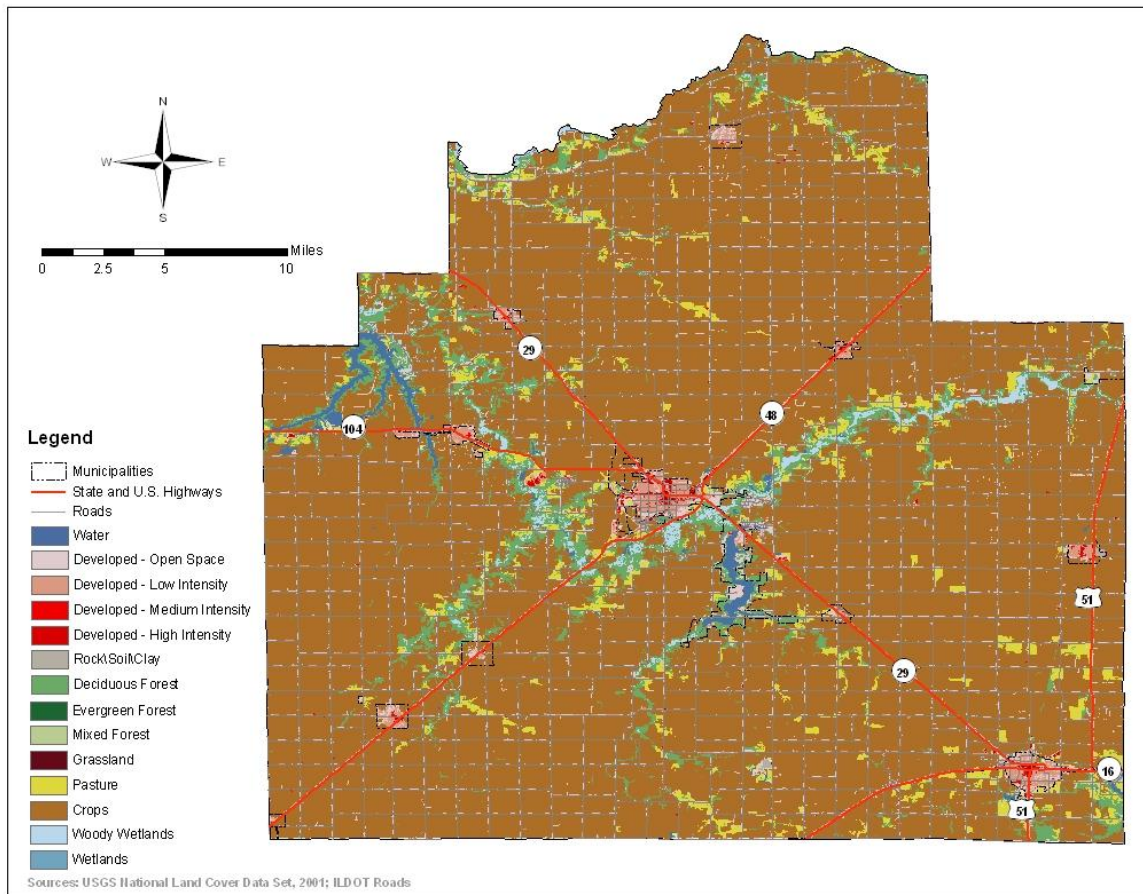 N
W E
S
Miles
0 2.5 5 10
29
48
104
51
29
16
51
Legend
Municipalities
State and U.S. Highways
Roads
Water
Developed - Open Space
Developed - Low Intensity
Developed - Medium Intensity
Developed - High Intensity
Rock\Soil\Clay
Deciduous Forest
Evergreen Forest
Mixed Forest
Grassland
Pasture
Crops
Woody Wetlands
Wetlands
Sources: USGS National Land Cover Data Set, 2001; ILDOT Roads